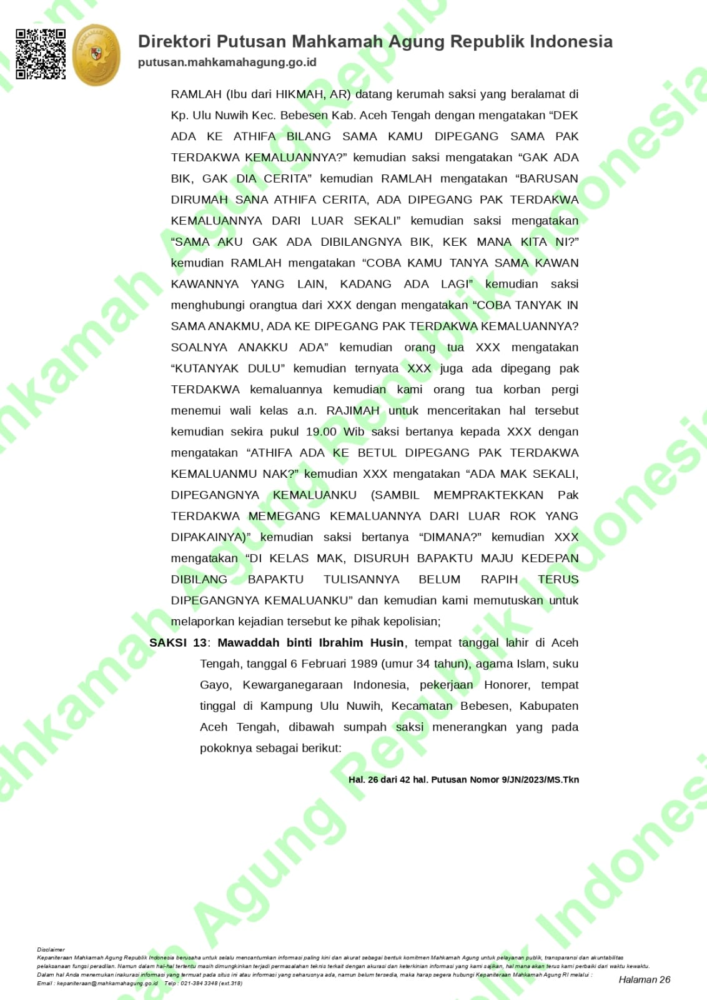 Direktori Putusan Mahkamah Agung Republik Indonesia
putusan.mahkamahagung.go.id
RAMLAH (Ibu dari HIKMAH, AR) datang kerumah saksi yang beralamat di
Kp. Ulu Nuwih Kec. Bebesen Kab. Aceh Tengah dengan mengatakan “DEK
ADA KE ATHIFA BILANG SAMA KAMU DIPEGANG SAMA PAK
TERDAKWA KEMALUANNYA?” kemudian saksi mengatakan “GAK ADA
BIK, GAK DIA CERITA” kemudian RAMLAH mengatakan “BARUSAN
DIRUMAH SANA ATHIFA CERITA, ADA DIPEGANG PAK TERDAKWA
KEMALUANNYA DARI LUAR SEKALI” kemudian saksi mengatakan
“SAMA AKU GAK ADA DIBILANGNYA BIK, KEK MANA KITA NI?”
kemudian RAMLAH mengatakan “COBA KAMU TANYA SAMA KAWAN
KAWANNYA YANG LAIN, KADANG ADA LAGI” kemudian saksi
menghubungi orangtua dari XXX dengan mengatakan “COBA TANYAK IN
SAMA ANAKMU, ADA KE DIPEGANG PAK TERDAKWA KEMALUANNYA?
SOALNYA ANAKKU ADA” kemudian orang tua XXX mengatakan
“KUTANYAK DULU” kemudian ternyata XXX juga ada dipegang pak
TERDAKWA kemaluannya kemudian kami orang tua korban pergi
menemui wali kelas a.n. RAJIMAH untuk menceritakan hal tersebut
kemudian sekira pukul 19.00 Wib saksi bertanya kepada XXX dengan
mengatakan “ATHIFA ADA KE BETUL DIPEGANG PAK TERDAKWA
KEMALUANMU NAK?” kemudian XXX mengatakan “ADA MAK SEKALI,
DIPEGANGNYA KEMALUANKU (SAMBIL MEMPRAKTEKKAN Pak
TERDAKWA MEMEGANG KEMALUANNYA DARI LUAR ROK YANG
DIPAKAINYA)” kemudian saksi bertanya “DIMANA?” kemudian XXX
mengatakan “DI KELAS MAK, DISURUH BAPAKTU MAJU KEDEPAN
DIBILANG BAPAKTU TULISANNYA BELUM RAPIH TERUS
DIPEGANGNYA KEMALUANKU” dan kemudian kami memutuskan untuk
melaporkan kejadian tersebut ke pihak kepolisian;
SAKSI 13: Mawaddah binti Ibrahim Husin, tempat tanggal lahir di Aceh
Tengah, tanggal 6 Februari 1989 (umur 34 tahun), agama Islam, suku
Gayo, Kewarganegaraan Indonesia, pekerjaan Honorer, tempat
tinggal di Kampung Ulu Nuwih, Kecamatan Bebesen, Kabupaten
Aceh Tengah, dibawah sumpah saksi menerangkan yang pada
pokoknya sebagai berikut:
Hal. 26 dari 42 hal. Putusan Nomor 9/JN/2023/MS.Tkn
Disclaimer
Kepaniteraan Mahkamah Agung Republik Indonesia berusaha untuk selalu mencantumkan informasi paling kini dan akurat sebagai bentuk komitmen Mahkamah Agung untuk pelayanan publik, transparansi dan akuntabilitas
pelaksanaan fungsi peradilan. Namun dalam hal-hal tertentu masih dimungkinkan terjadi permasalahan teknis terkait dengan akurasi dan keterkinian informasi yang kami sajikan, hal mana akan terus kami perbaiki dari waktu kewaktu.
Dalam hal Anda menemukan inakurasi informasi yang termuat pada situs ini atau informasi yang seharusnya ada, namun belum tersedia, maka harap segera hubungi Kepaniteraan Mahkamah Agung RI melalui :
Email : kepaniteraan@mahkamahagung.go.id Telp : 021-384 3348 (ext.318)
Halaman 26